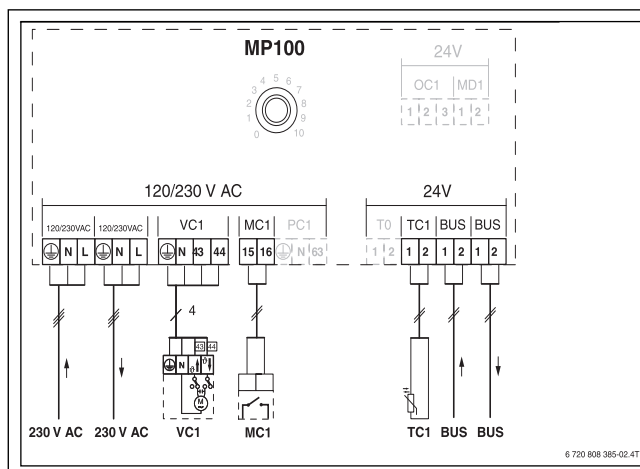 MP100
24V
OC1 MD1
1 2 3 1 2
0 1 2 3 4 5 6 7 8 9 10
120/230 V AC 24V
120/230VAC 120/230VAC VC1 MC1 PC1 T0 TC1 BUS BUS
N L N L N 43 44 15 16 N 63 1 2 1 2 1 2 1 2
4
43 44
N ϑ ϑ
M
230 V AC 230 V AC VC1 MC1 TC1 BUS BUS
6 720 808 385-02.4T